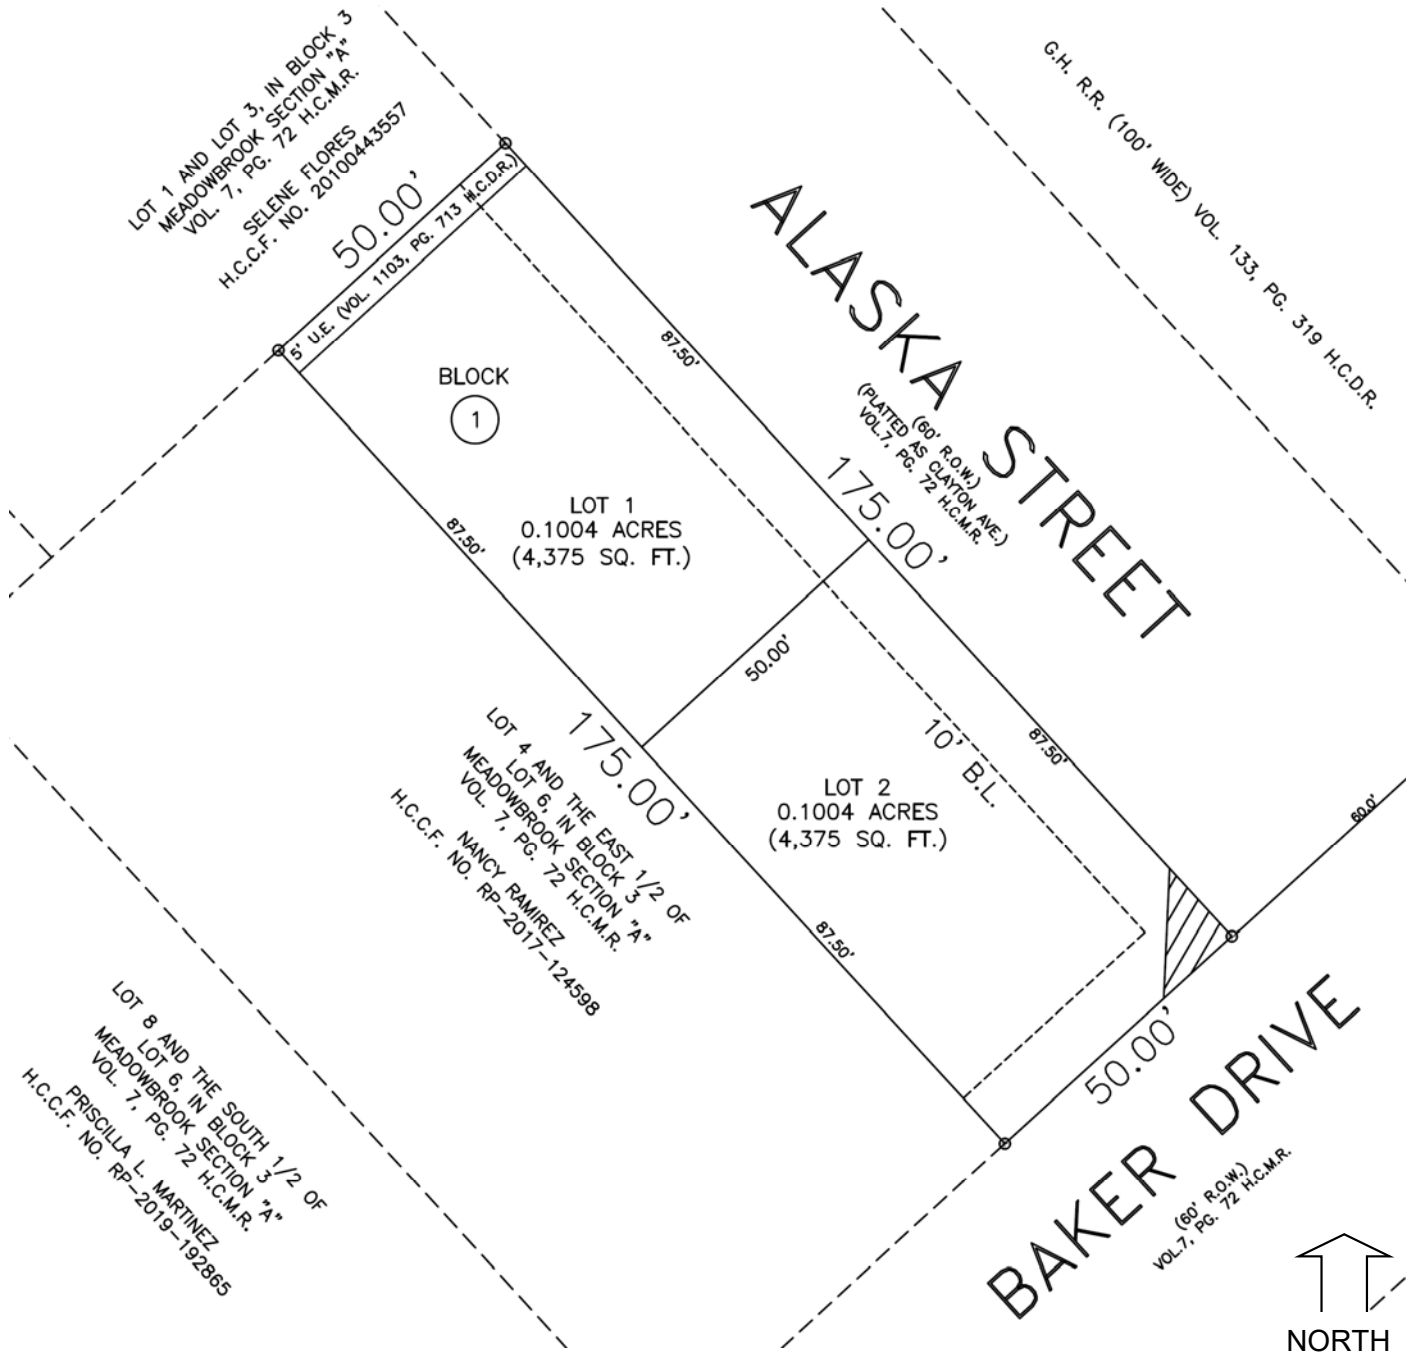 LOT 1 AND LOT 3, IN BLOCK 3
MEADOWBROOK SECTION "A"
VOL. 7, PG. 72 H.C.M.R.
SELENE FLORES
H.C.C.F. NO. 20100443557
50.00'
5' U.E. (VOL. 1103, PG. 713 H.C.D.R.)
G.H. R.R. (100' WIDE) VOL. 133, PG. 319 H.C.D.R.
ALASKA STREET
(60' R.O.W.)
(PLATTED AS CLAYTON AVE.)
VOL.7, PG. 72 H.C.M.R.
87.50'
175.00'
BLOCK
1
LOT 1
0.1004 ACRES
(4,375 SQ. FT.)
87.50'
50.00'
175.00'
10' B.L.
87.50'
60.0'
LOT 2
0.1004 ACRES
(4,375 SQ. FT.)
87.50'
LOT 4 AND THE EAST 1/2 OF
LOT 6, IN BLOCK 3
MEADOWBROOK SECTION "A"
VOL. 7, PG. 72 H.C.M.R.
NANCY RAMIREZ
H.C.C.F. NO. RP-2017-124598
50.00'
BAKER DRIVE
(60' R.O.W.)
VOL.7, PG. 72 H.C.M.R.
LOT 8 AND THE SOUTH 1/2 OF
LOT 6, IN BLOCK 3
MEADOWBROOK SECTION "A"
VOL. 7, PG. 72 H.C.M.R.
PRISCILLA L. MARTINEZ
H.C.C.F. NO. RP-2019-192865
NORTH